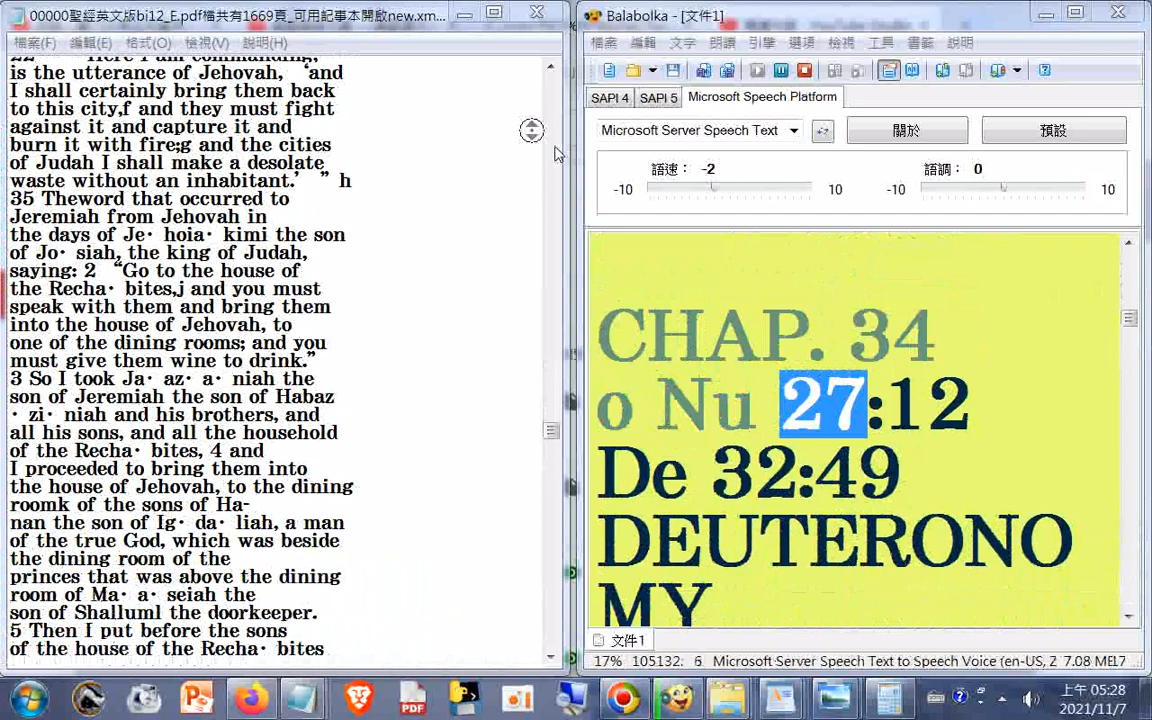 00000聖經英文版bi12_E.pdf檔共有1669頁_可用記事本開啟new.xm...
檔案(F) 編輯(E) 格式(O) 檢視(V) 說明(H)
22 “ ‘Here I am commanding,’
is the utterance of Jehovah, ‘and
I shall certainly bring them back
to this city,f and they must fight
against it and capture it and
burn it with fire;g and the cities
of Judah I shall make a desolate
waste without an inhabitant.’ ” h
35 Theword that occurred to
Jeremiah from Jehovah in
the days of Je· hoia· kimi the son
of Jo· siah, the king of Judah,
saying: 2 “Go to the house of
the Recha· bites,j and you must
speak with them and bring them
into the house of Jehovah, to
one of the dining rooms; and you
must give them wine to drink.”
3 So I took Ja· az· a· niah the
son of Jeremiah the son of Habaz
· zi· niah and his brothers, and
all his sons, and all the household
of the Recha· bites, 4 and
I proceeded to bring them into
the house of Jehovah, to the dining
roomk of the sons of Ha-
nan the son of Ig· da· liah, a man
of the true God, which was beside
the dining room of the
princes that was above the dining
room of Ma· a· seiah the
son of Shalluml the doorkeeper.
5 Then I put before the sons
of the house of the Recha· bites
Balabolka - [文件1]
檔案 編輯 文字 朗讀 引擎 選項 檢視 工具 書籤 說明
SAPI 4 SAPI 5 Microsoft Speech Platform
Microsoft Server Speech Text 關於 預設
語速: -2 語調: 0
-10 10 -10 10
CHAP. 34
o Nu 27:12
De 32:49
DEUTERONO
MY
文件1
17% 105132: 6 Microsoft Server Speech Text to Speech Voice (en-US, Z 7.08 ME
上午 05:28
2021/11/7